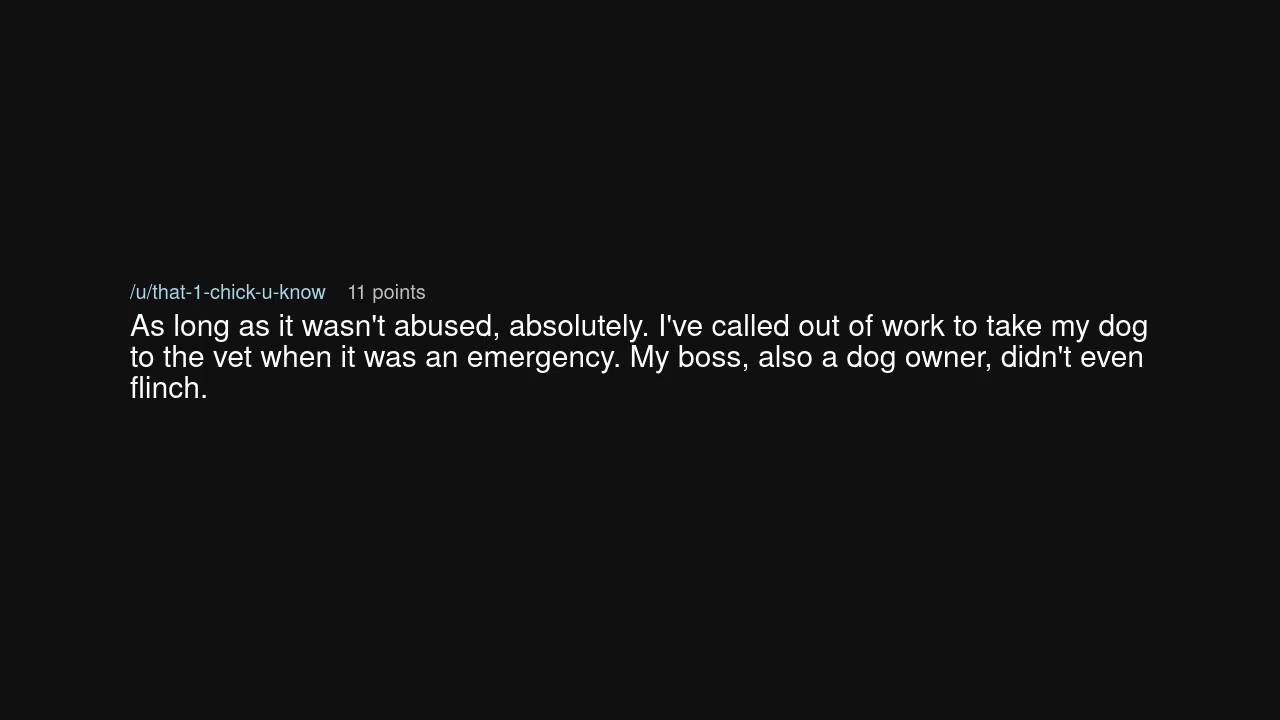 /u/that-1-chick-u-know 11 points
As long as it wasn't abused, absolutely. I've called out of work to take my dog
to the vet when it was an emergency. My boss, also a dog owner, didn't even
flinch.